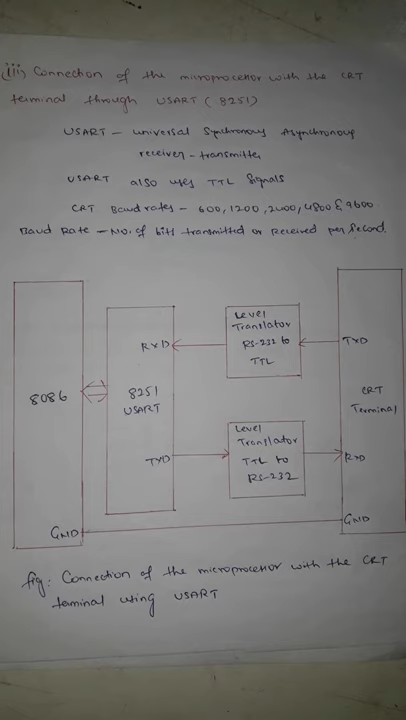 (iii) Connection of the microprocessor with the CRT
terminal through USART (8251)
USART – universal Synchronous Asynchronous
receiver-transmitter
USART also uses TTL Signals
CRT Baud rates – 600, 1200, 2400, 4800 & 9600
Baud Rate – No. of bits transmitted or Received per Second.
8086
GND
RXD
8251
USART
TXD
Level
Translator
RS-232 to
TTL
Level
Translator
TTL to
RS-232
TXD
CRT
Terminal
RXD
GND
fig: Connection of the microprocessor with the CRT
terminal using USART